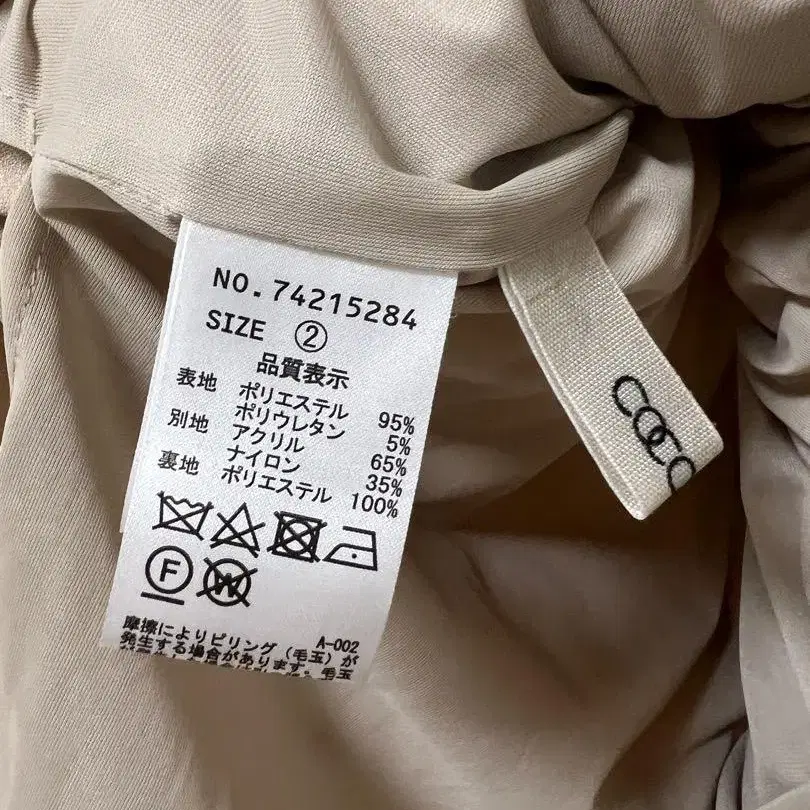 NO.74215284
SIZE ②
品質表示
表地 ポリエステル 95%
ポリウレタン 5%
別地 アクリル 65%
ナイロン 35%
裏地 ポリエステル 100%
F W
A-002
摩擦によりピリング(毛玉)が
発生する場合があります。毛玉
COCO